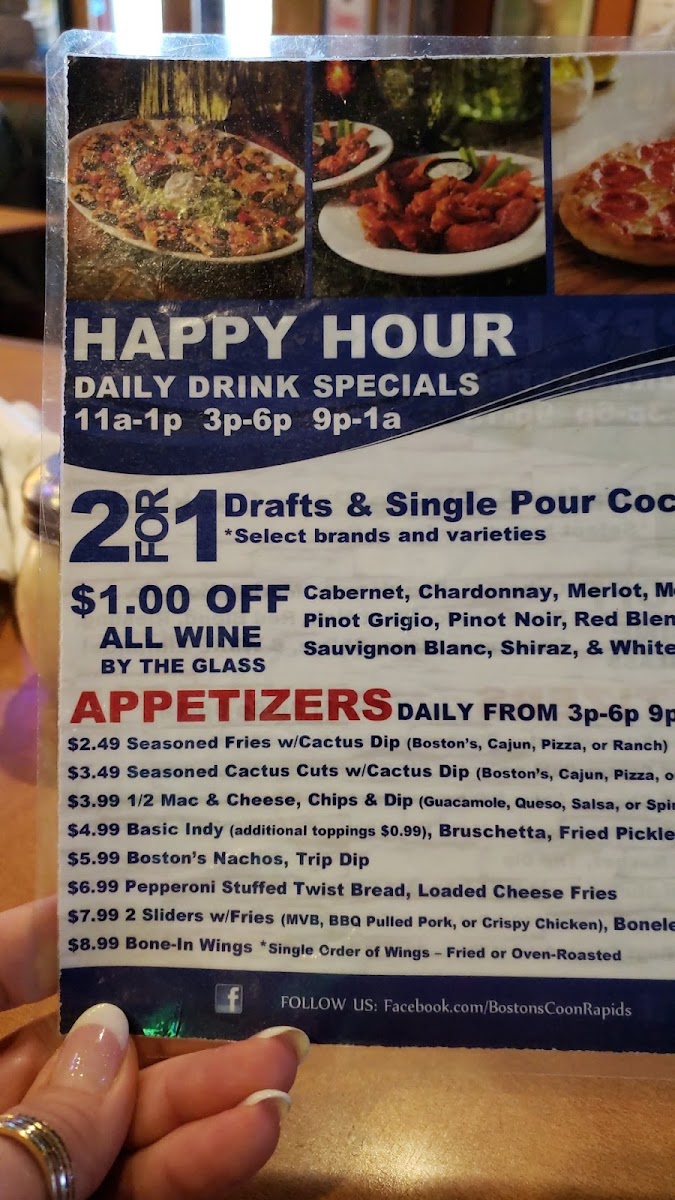 HAPPY HOUR
DAILY DRINK SPECIALS
11a-1p 3p-6p 9p-1a
2 FOR 1 Drafts & Single Pour Coc
*Select brands and varieties
$1.00 OFF
ALL WINE
BY THE GLASS
Cabernet, Chardonnay, Merlot, M
Pinot Grigio, Pinot Noir, Red Blen
Sauvignon Blanc, Shiraz, & White
APPETIZERS DAILY FROM 3p-6p 9p
$2.49 Seasoned Fries w/Cactus Dip (Boston's, Cajun, Pizza, or Ranch)
$3.49 Seasoned Cactus Cuts w/Cactus Dip (Boston's, Cajun, Pizza, o
$3.99 1/2 Mac & Cheese, Chips & Dip (Guacamole, Queso, Salsa, or Spi
$4.99 Basic Indy (additional toppings $0.99), Bruschetta, Fried Pickle
$5.99 Boston's Nachos, Trip Dip
$6.99 Pepperoni Stuffed Twist Bread, Loaded Cheese Fries
$7.99 2 Sliders w/Fries (MVB, BBQ Pulled Pork, or Crispy Chicken), Bonele
$8.99 Bone-In Wings *Single Order of Wings – Fried or Oven-Roasted
f FOLLOW US: Facebook.com/BostonsCoonRapids